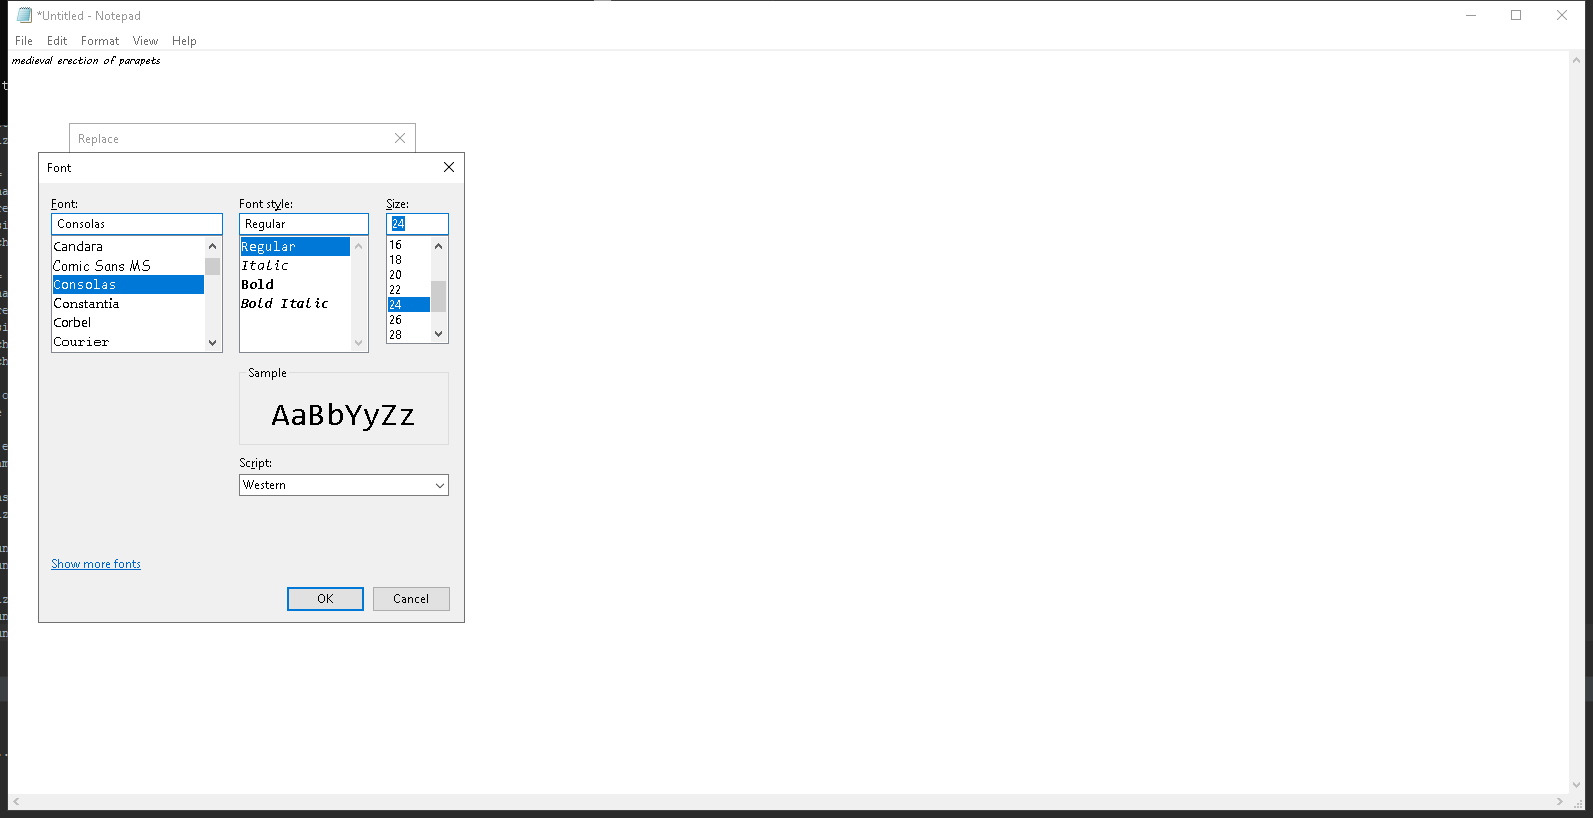 *Untitled - Notepad
File Edit Format View Help
medieval erection of parapets
Replace
Font
Font: Font style: Size:
Consolas Regular 24
Candara
Comic Sans MS
Consolas
Constantia
Corbel
Courier
Regular
Italic
Bold
Bold Italic
16
18
20
22
24
26
28
Sample
AaBbYyZz
Script:
Western
Show more fonts
OK Cancel